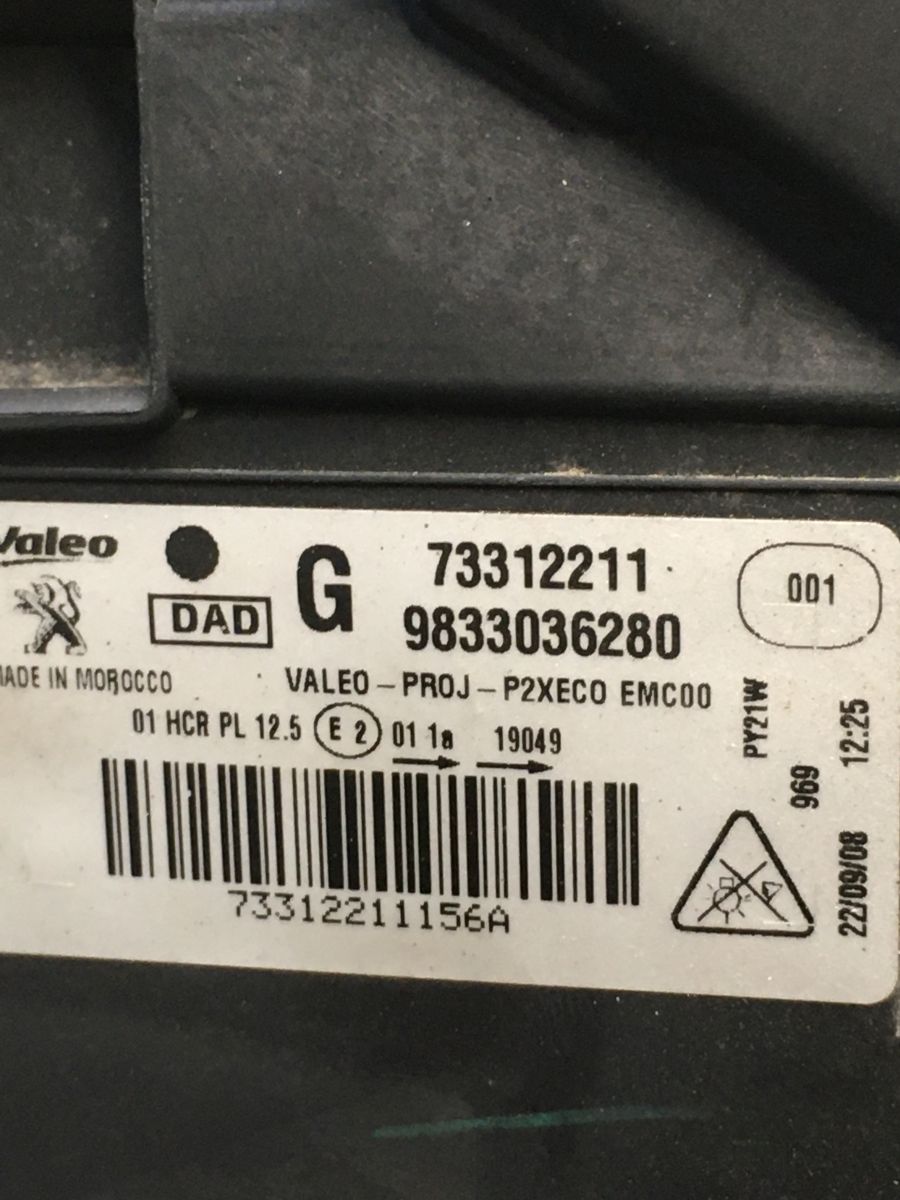 Valeo
DAD
G
73312211
9833036280
001
MADE IN MOROCCO
VALEO - PROJ - P2XECO EMC00
01 HCR PL 12.5 E 2 01 1a 19049
73312211156A
PY21W
969
22/09/08 12:25